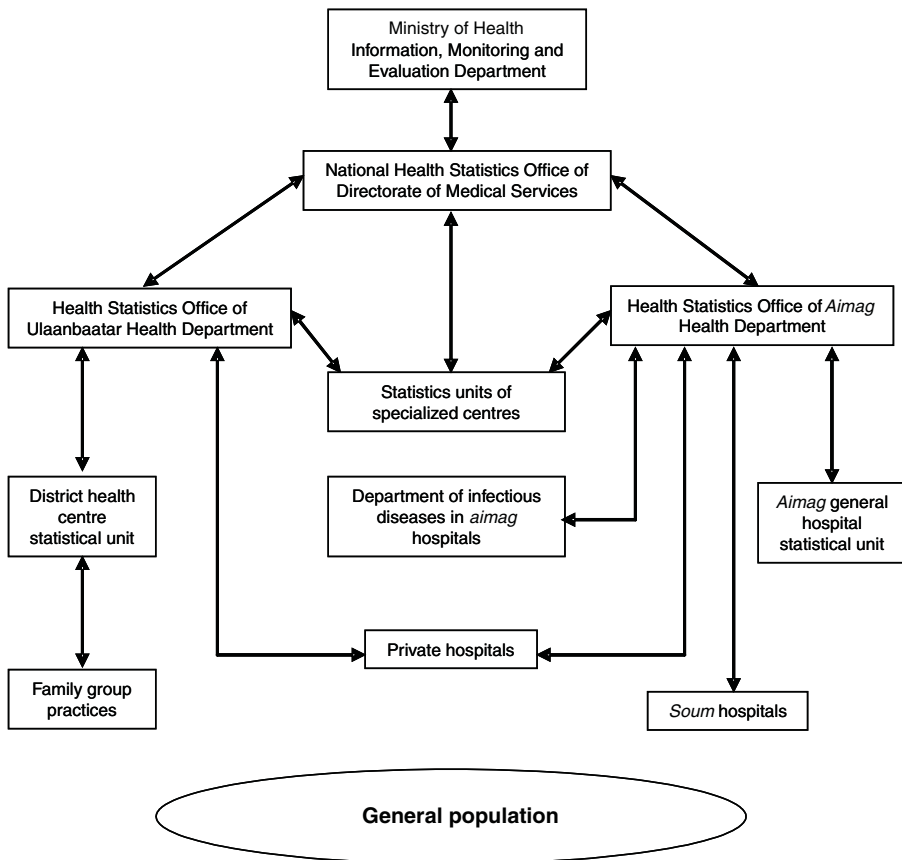 Ministry of Health
Information, Monitoring and
Evaluation Department
National Health Statistics Office of
Directorate of Medical Services
Health Statistics Office of
Ulaanbaatar Health Department
Health Statistics Office of Aimag
Health Department
Statistics units of
specialized centres
District health
centre
statistical unit
Department of infectious
diseases in aimag
hospitals
Aimag general
hospital
statistical unit
Private hospitals
Family group
practices
Soum hospitals
General population